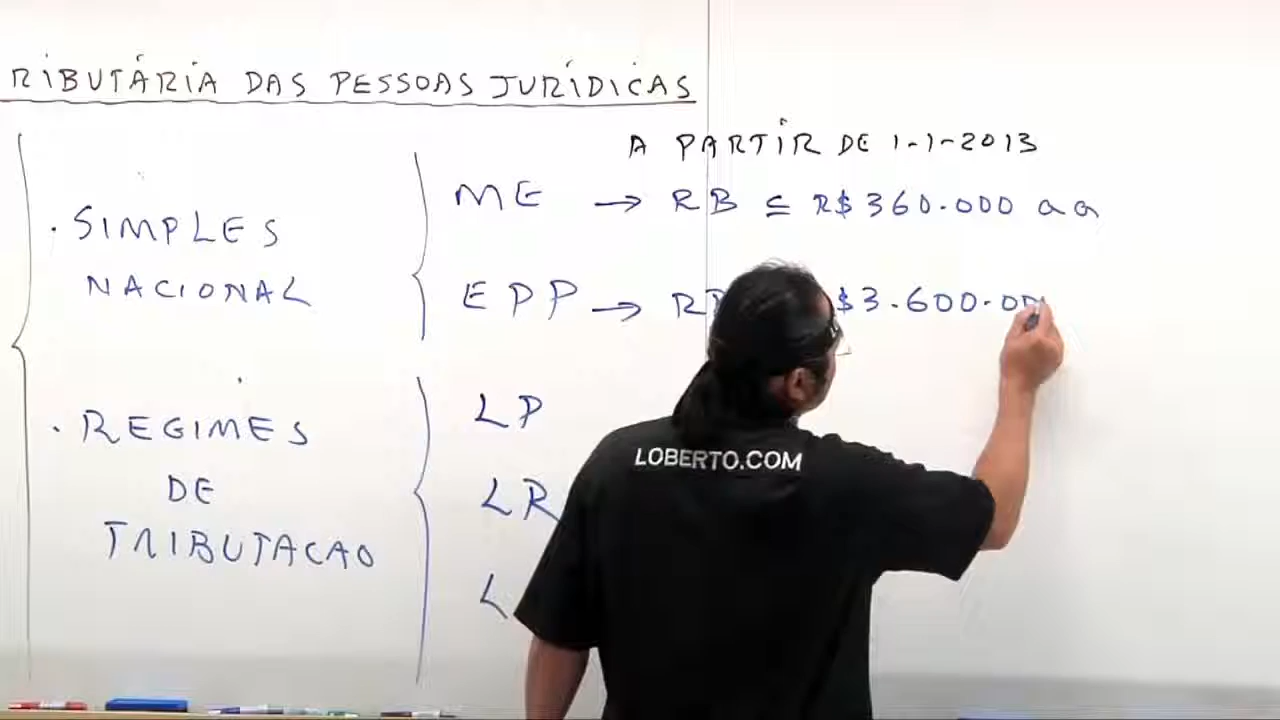 RIBUTÁRIA DAS PESSOAS JURÍDICAS
A PARTIR DE 1-1-2013
. SIMPLES
NACIONAL
ME → RB ≤ R$ 360.000 aa
EPP → R $3.600.00
. REGIMES
DE
TRIBUTACAO
LP
LR
L
LOBERTO.COM